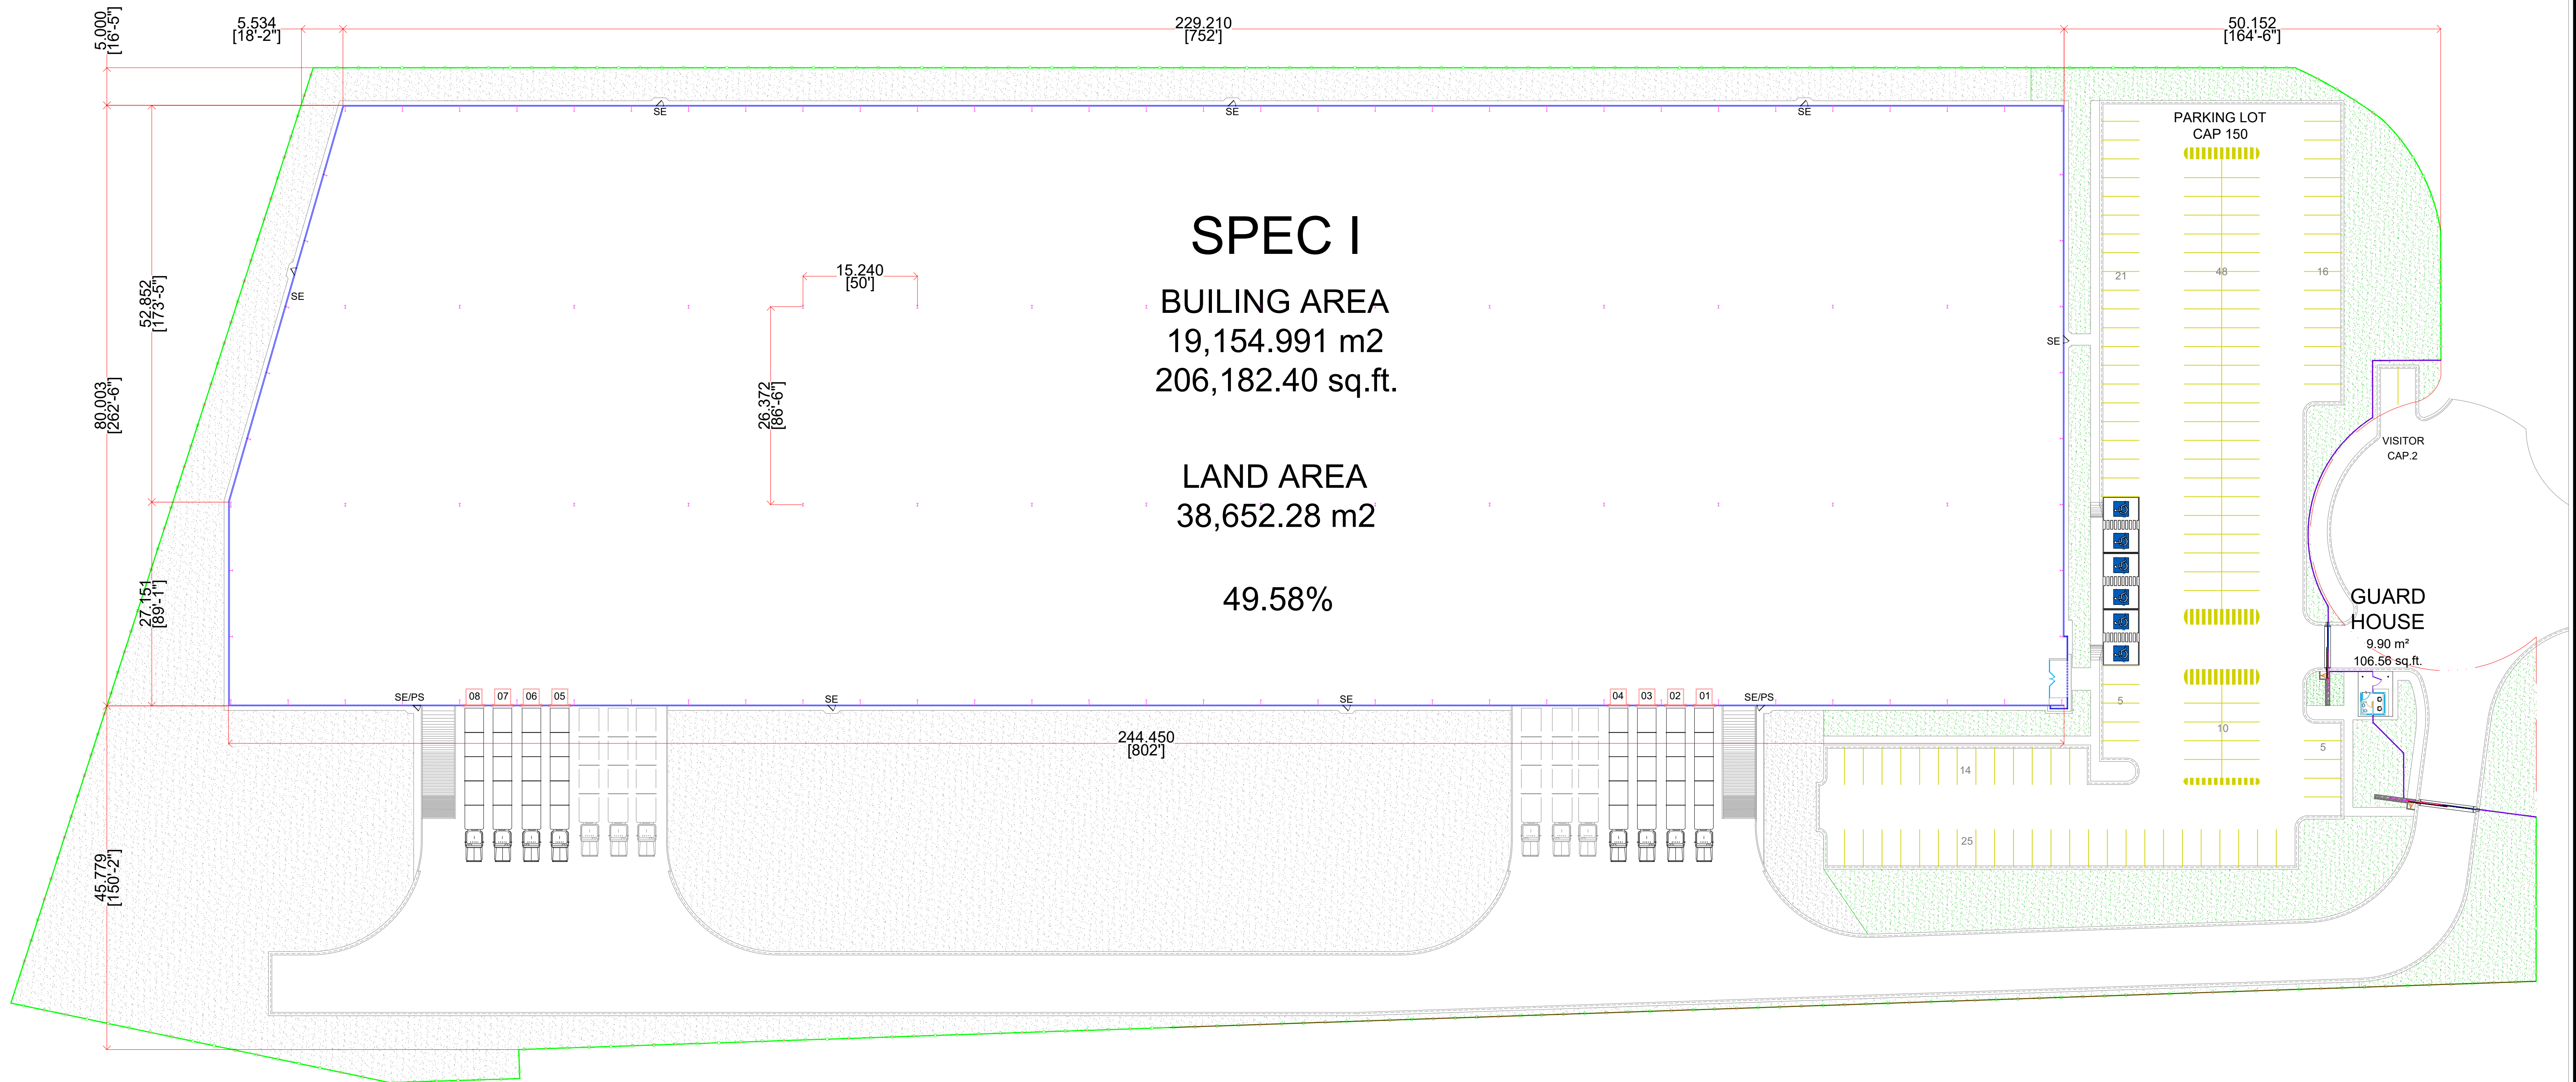 5.000
[16'-5"]
5.534
[18'-2"]
229.210
[752']
50.152
[164'-6"]
SE
SE
SE
PARKING LOT
CAP 150
SPEC I
BUILING AREA
19,154.991 m2
206,182.40 sq.ft.
LAND AREA
38,652.28 m2
49.58%
15.240
[50']
26.372
[86'-6"]
52.852
[173'-5"]
80.003
[262'-6"]
27.151
[89'-1"]
45.779
[150'-2"]
SE
SE
21
48
16
VISITOR
CAP.2
GUARD
HOUSE
9.90 m²
106.56 sq.ft.
SE/PS
08
07
06
05
SE
SE
04
03
02
01
SE/PS
5
10
5
244.450
[802']
14
25